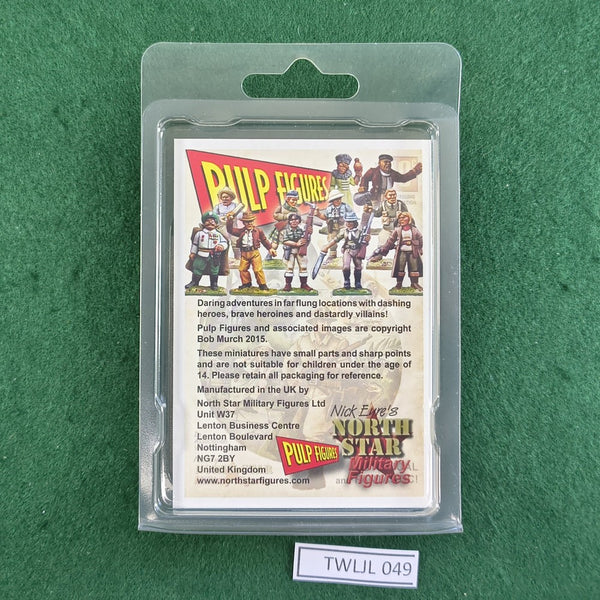 PULP FIGURES
Daring adventures in far flung locations with dashing
heroes, brave heroines and dastardly villains!
Pulp Figures and associated images are copyright
Bob Murch 2015.
These miniatures have small parts and sharp points
and are not suitable for children under the age of
14. Please retain all packaging for reference.
Manufactured in the UK by
North Star Military Figures Ltd
Unit W37
Lenton Business Centre
Lenton Boulevard
Nottingham
NG7 2BY
United Kingdom
www.northstarfigures.com
PULP FIGURES
Nick Eyre's
NORTH
STAR
Military
Figures
TWLJL 049